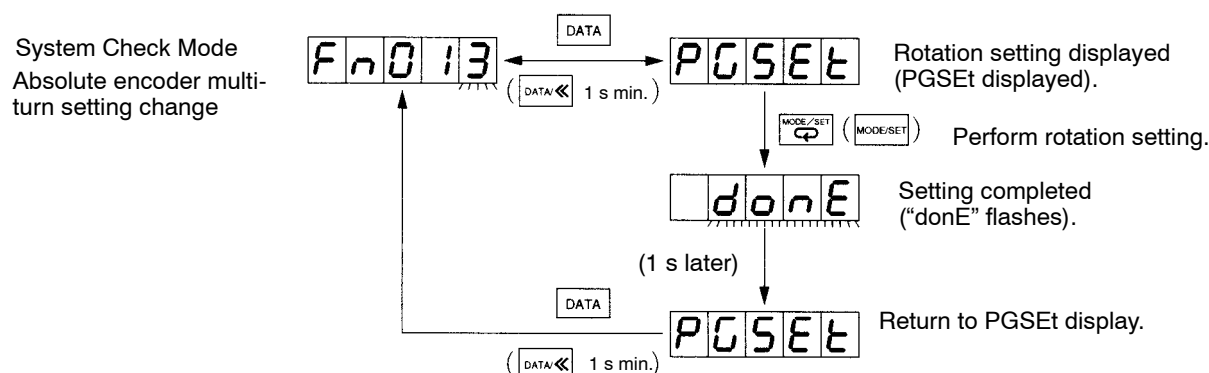 DATA
System Check Mode
Absolute encoder multi-
turn setting change
Fn013
(DATA/≪ 1 s min.)
PGSEt
Rotation setting displayed
(PGSEt displayed).
MODE/SET (MODE/SET)
Perform rotation setting.
donE
Setting completed
(“donE” flashes).
(1 s later)
DATA
(DATA/≪ 1 s min.)
PGSEt
Return to PGSEt display.